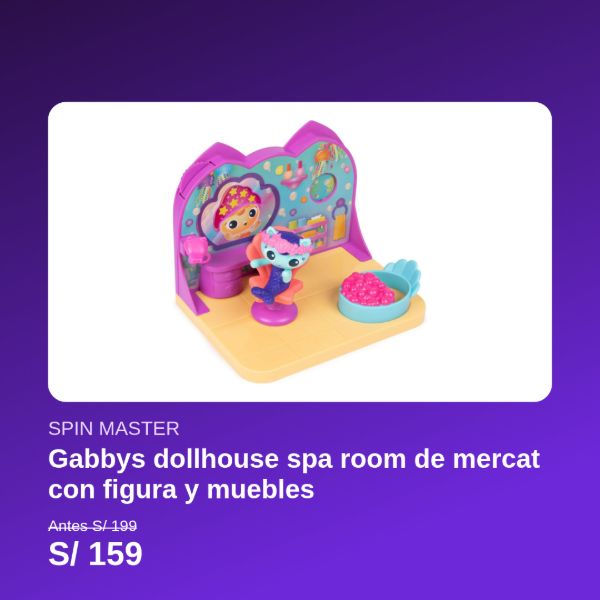 SPIN MASTER
Gabbys dollhouse spa room de mercat
con figura y muebles
Antes S/ 199
S/ 159